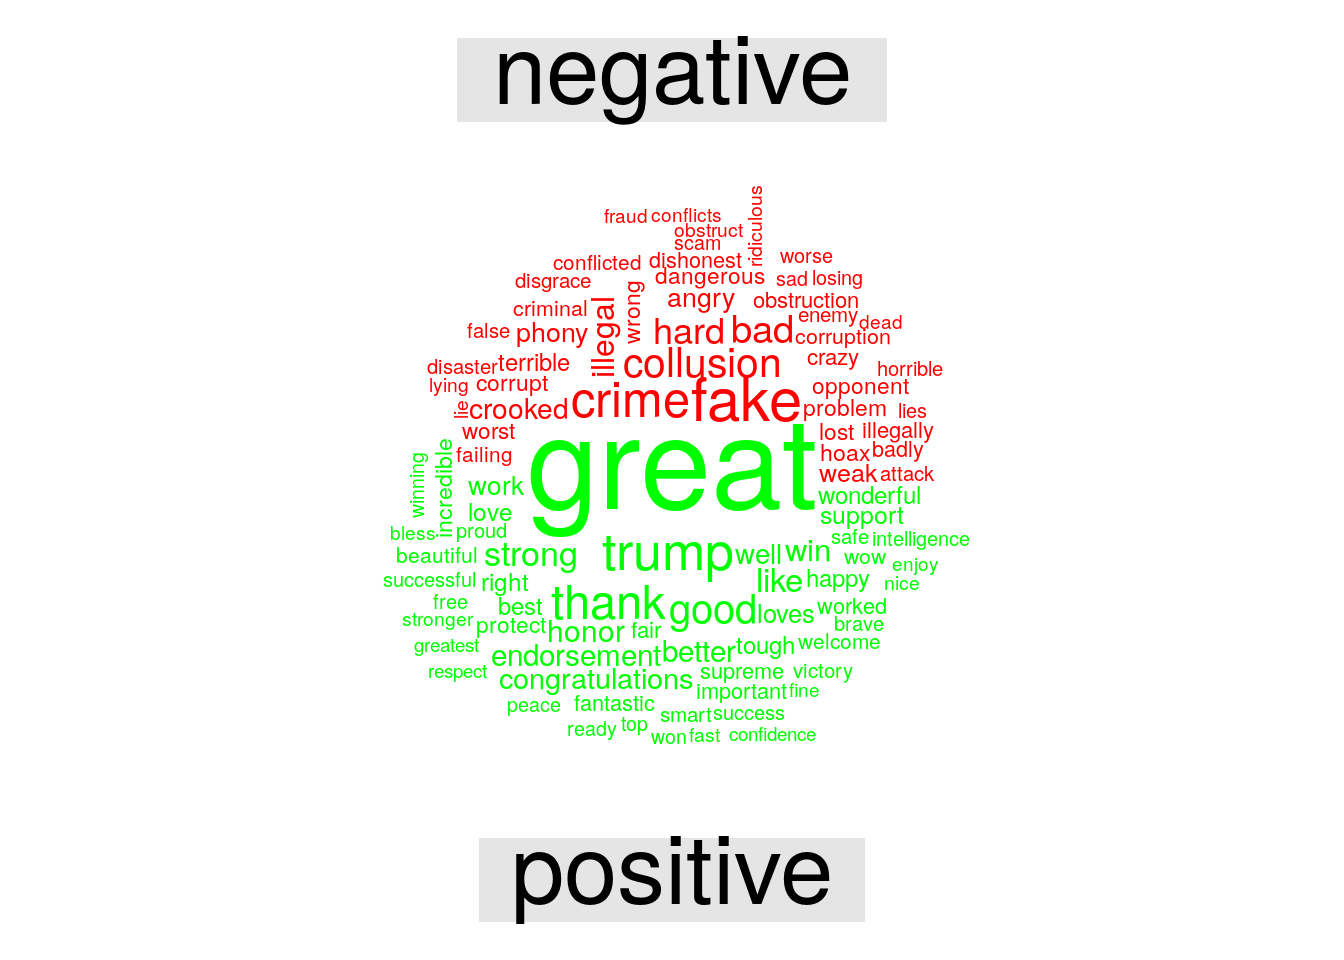 negative
ridiculous
fraud conflicts
obstruct
scam
conflicted dishonest worse
disgrace dangerous sad losing
criminal illegal wrong angry obstruction
enemy dead
false phony hard bad corruption
disaster terrible collusion crazy horrible
lying corrupt opponent
lie crooked crime fake problem lies
worst lost illegally
failing hoax badly
weak attack
great
winning incredible work wonderful
love support
bless proud safe intelligence
beautiful strong trump well win wow enjoy
successful right like happy nice
free best thank good loves worked
stronger protect honor fair brave
greatest endorsement better tough welcome
respect congratulations supreme victory
important fine
peace fantastic smart success
ready top won fast confidence
positive